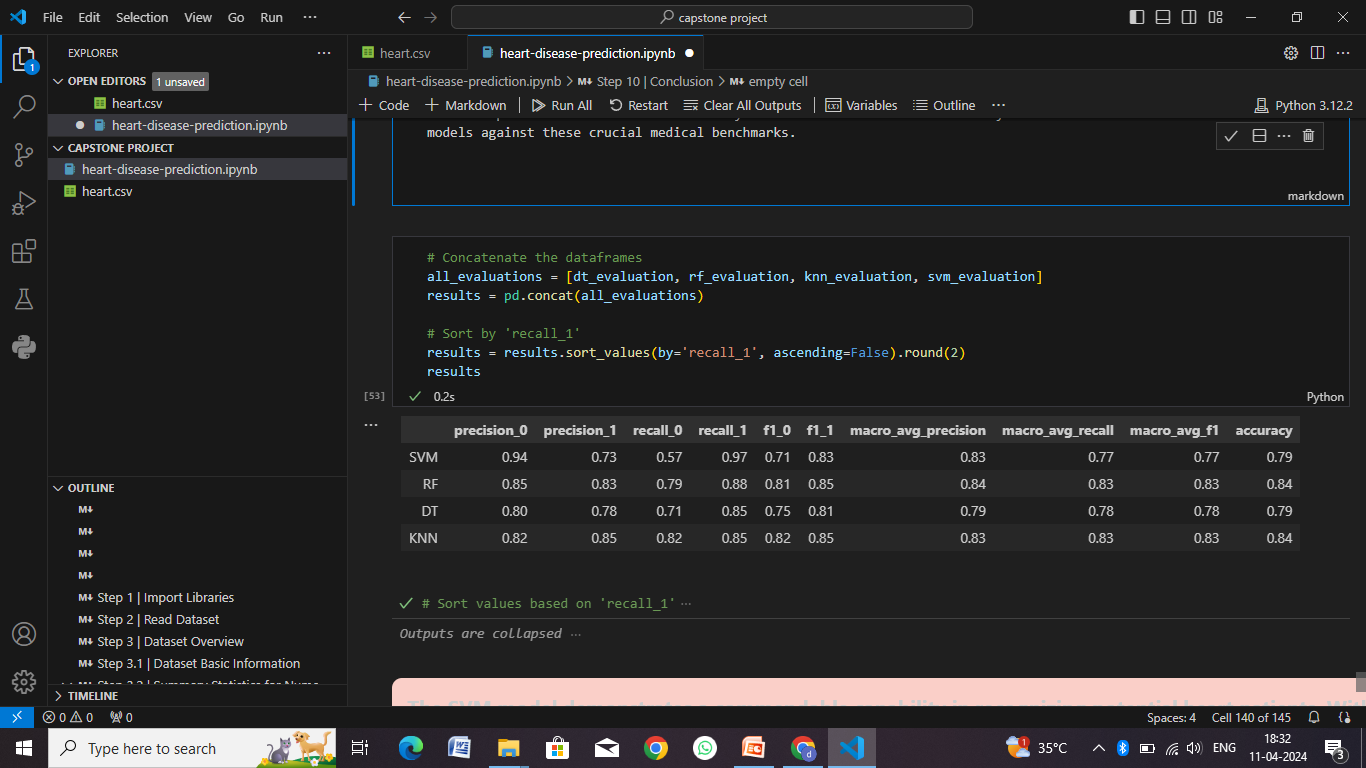 File Edit Selection View Go Run ···
capstone project
EXPLORER ···
OPEN EDITORS 1 unsaved
heart.csv
heart-disease-prediction.ipynb
CAPSTONE PROJECT
heart-disease-prediction.ipynb
heart.csv
OUTLINE
Step 1 | Import Libraries
Step 2 | Read Dataset
Step 3 | Dataset Overview
Step 3.1 | Dataset Basic Information
TIMELINE
heart.csv heart-disease-prediction.ipynb
heart-disease-prediction.ipynb > M↓ Step 10 | Conclusion > M↓ empty cell
+ Code + Markdown Run All Restart Clear All Outputs Variables Outline ··· Python 3.12.2
models against these crucial medical benchmarks.
markdown
# Concatenate the dataframes
all_evaluations = [dt_evaluation, rf_evaluation, knn_evaluation, svm_evaluation]
results = pd.concat(all_evaluations)
# Sort by 'recall_1'
results = results.sort_values(by='recall_1', ascending=False).round(2)
results
[53] 0.2s Python
precision_0 precision_1 recall_0 recall_1 f1_0 f1_1 macro_avg_precision macro_avg_recall macro_avg_f1 accuracy
SVM 0.94 0.73 0.57 0.97 0.71 0.83 0.83 0.77 0.77 0.79
RF 0.85 0.83 0.79 0.88 0.81 0.85 0.84 0.83 0.83 0.84
DT 0.80 0.78 0.71 0.85 0.75 0.81 0.79 0.78 0.78 0.79
KNN 0.82 0.85 0.82 0.85 0.82 0.85 0.83 0.83 0.83 0.84
# Sort values based on 'recall_1' ···
Outputs are collapsed ···
0 0 0 Spaces: 4 Cell 140 of 145
Type here to search 35°C ENG 18:32
11-04-2024 3